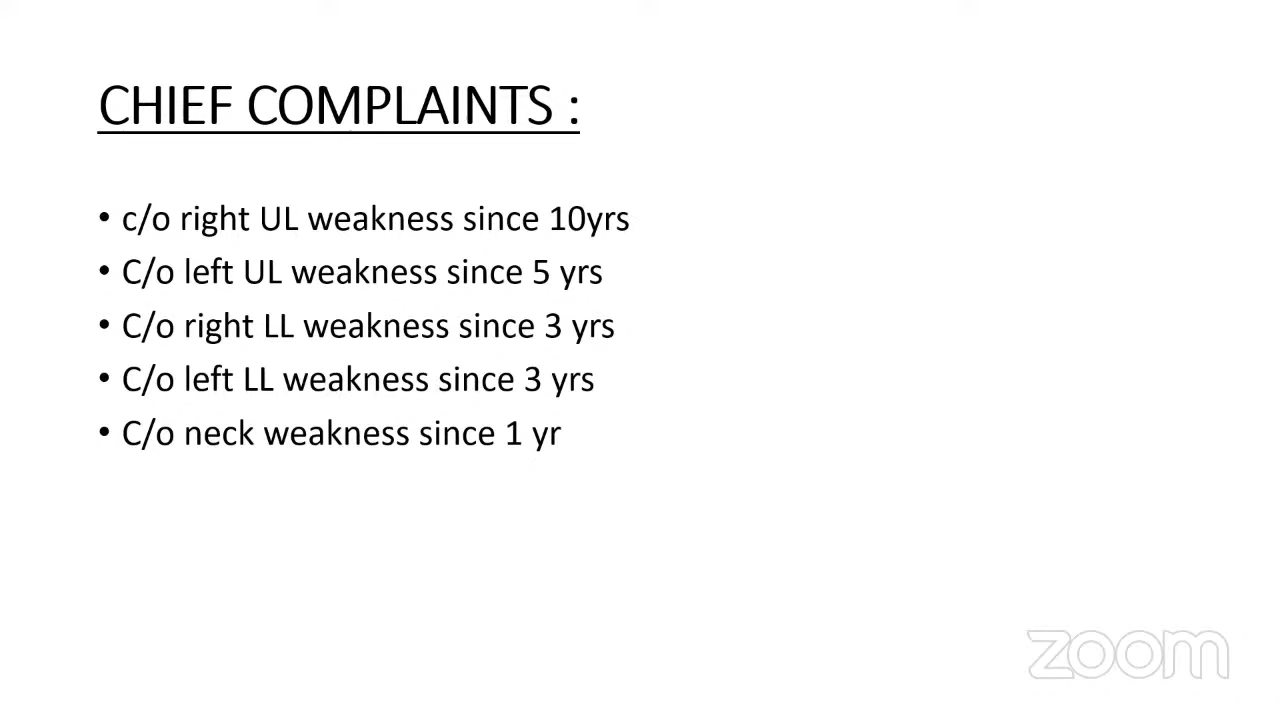 CHIEF COMPLAINTS :
• c/o right UL weakness since 10yrs
• C/o left UL weakness since 5 yrs
• C/o right LL weakness since 3 yrs
• C/o left LL weakness since 3 yrs
• C/o neck weakness since 1 yr
zoom